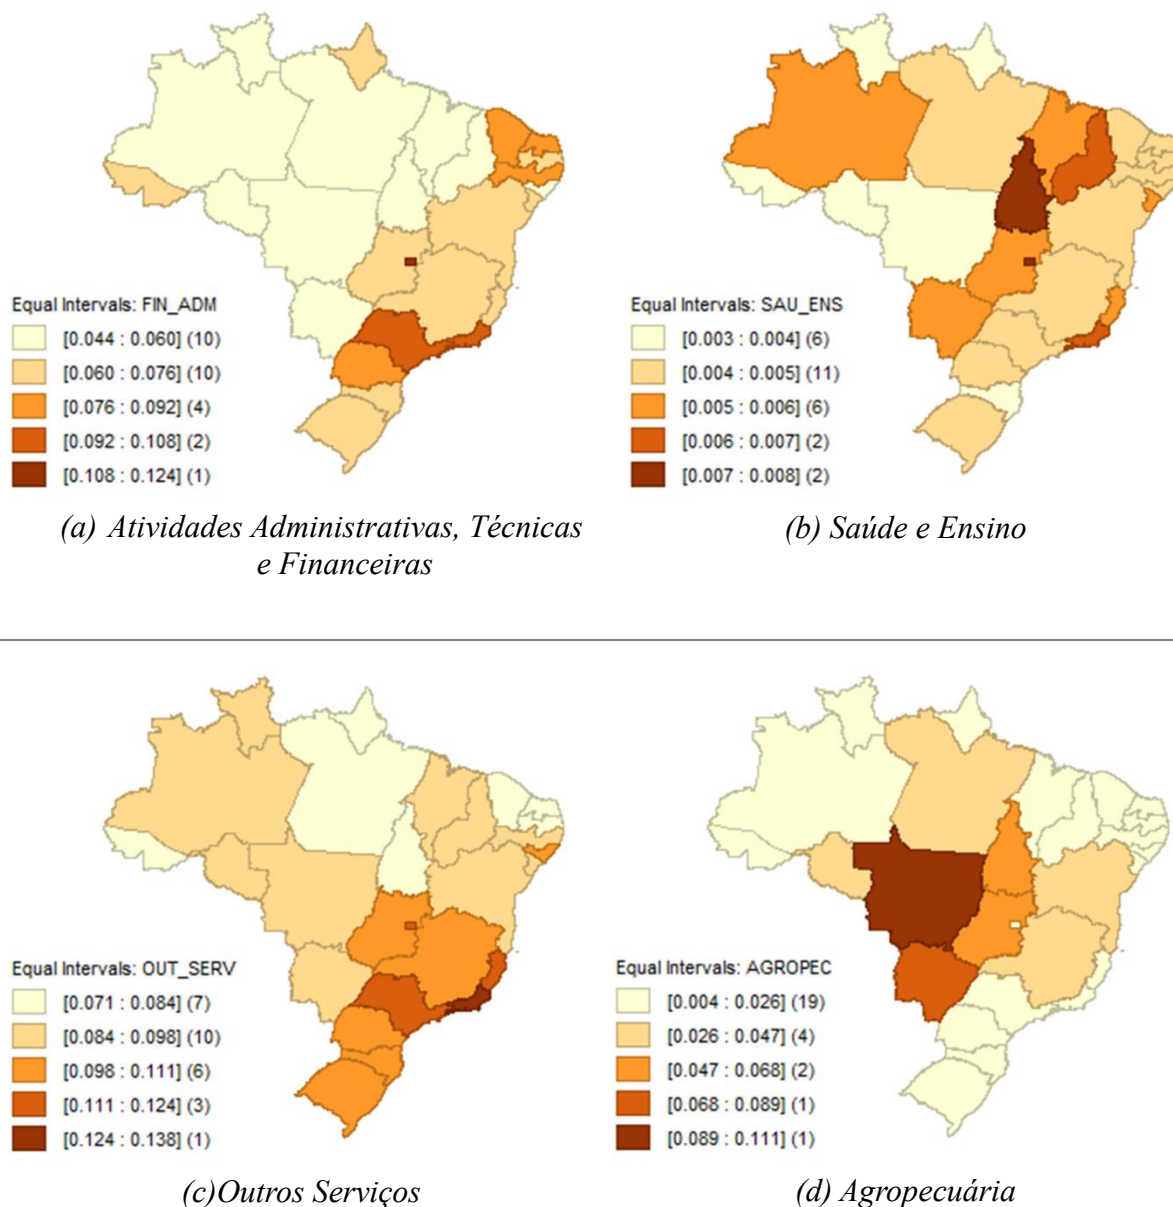 Equal Intervals: FIN_ADM
[0.044 : 0.060] (10)
[0.060 : 0.076] (10)
[0.076 : 0.092] (4)
[0.092 : 0.108] (2)
[0.108 : 0.124] (1)
(a) Atividades Administrativas, Técnicas
e Financeiras
Equal Intervals: SAU_ENS
[0.003 : 0.004] (6)
[0.004 : 0.005] (11)
[0.005 : 0.006] (6)
[0.006 : 0.007] (2)
[0.007 : 0.008] (2)
(b) Saúde e Ensino
Equal Intervals: OUT_SERV
[0.071 : 0.084] (7)
[0.084 : 0.098] (10)
[0.098 : 0.111] (6)
[0.111 : 0.124] (3)
[0.124 : 0.138] (1)
(c)Outros Serviços
Equal Intervals: AGROPEC
[0.004 : 0.026] (19)
[0.026 : 0.047] (4)
[0.047 : 0.068] (2)
[0.068 : 0.089] (1)
[0.089 : 0.111] (1)
(d) Agropecuária